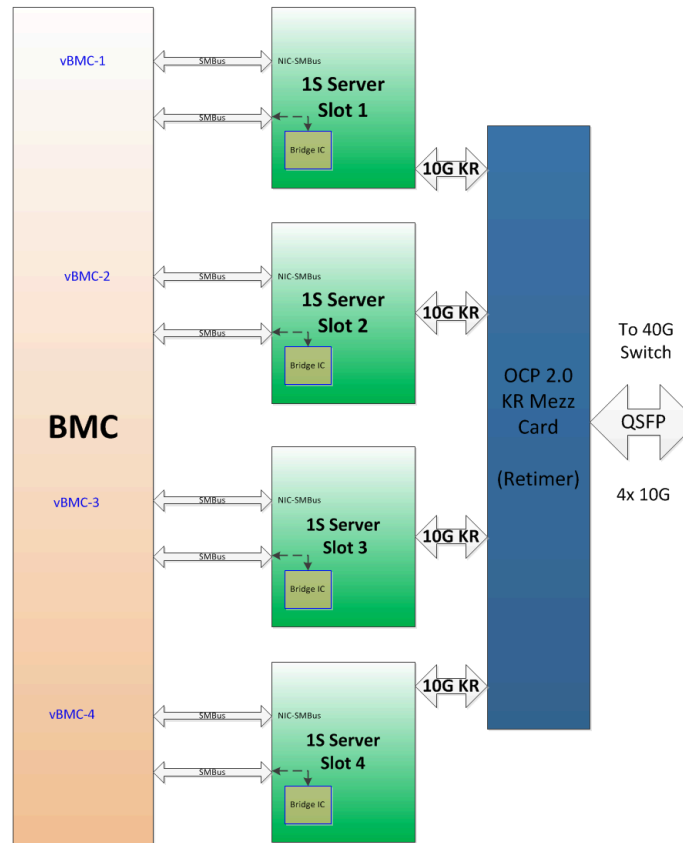 vBMC-1
SMBus
NIC-SMBus
1S Server
Slot 1
SMBus
Bridge IC
10G KR
vBMC-2
SMBus
NIC-SMBus
1S Server
Slot 2
SMBus
Bridge IC
10G KR
BMC
OCP 2.0
KR Mezz
Card
(Retimer)
To 40G
Switch
QSFP
4x 10G
vBMC-3
SMBus
NIC-SMBus
1S Server
Slot 3
SMBus
Bridge IC
10G KR
vBMC-4
SMBus
NIC-SMBus
1S Server
Slot 4
SMBus
Bridge IC
10G KR